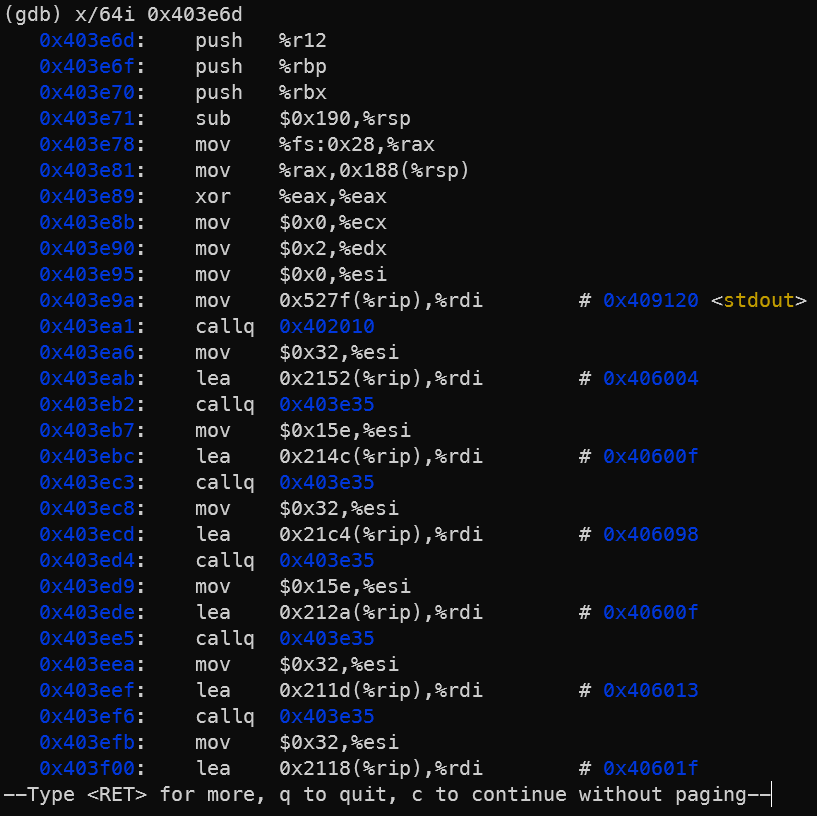 (gdb) x/64i 0x403e6d
   0x403e6d:    push   %r12
   0x403e6f:    push   %rbp
   0x403e70:    push   %rbx
   0x403e71:    sub    $0x190,%rsp
   0x403e78:    mov    %fs:0x28,%rax
   0x403e81:    mov    %rax,0x188(%rsp)
   0x403e89:    xor    %eax,%eax
   0x403e8b:    mov    $0x0,%ecx
   0x403e90:    mov    $0x2,%edx
   0x403e95:    mov    $0x0,%esi
   0x403e9a:    mov    0x527f(%rip),%rdi        # 0x409120 <stdout>
   0x403ea1:    callq  0x402010
   0x403ea6:    mov    $0x32,%esi
   0x403eab:    lea    0x2152(%rip),%rdi        # 0x406004
   0x403eb2:    callq  0x403e35
   0x403eb7:    mov    $0x15e,%esi
   0x403ebc:    lea    0x214c(%rip),%rdi        # 0x40600f
   0x403ec3:    callq  0x403e35
   0x403ec8:    mov    $0x32,%esi
   0x403ecd:    lea    0x21c4(%rip),%rdi        # 0x406098
   0x403ed4:    callq  0x403e35
   0x403ed9:    mov    $0x15e,%esi
   0x403ede:    lea    0x212a(%rip),%rdi        # 0x40600f
   0x403ee5:    callq  0x403e35
   0x403eea:    mov    $0x32,%esi
   0x403eef:    lea    0x211d(%rip),%rdi        # 0x406013
   0x403ef6:    callq  0x403e35
   0x403efb:    mov    $0x32,%esi
   0x403f00:    lea    0x2118(%rip),%rdi        # 0x40601f
--Type <RET> for more, q to quit, c to continue without paging--